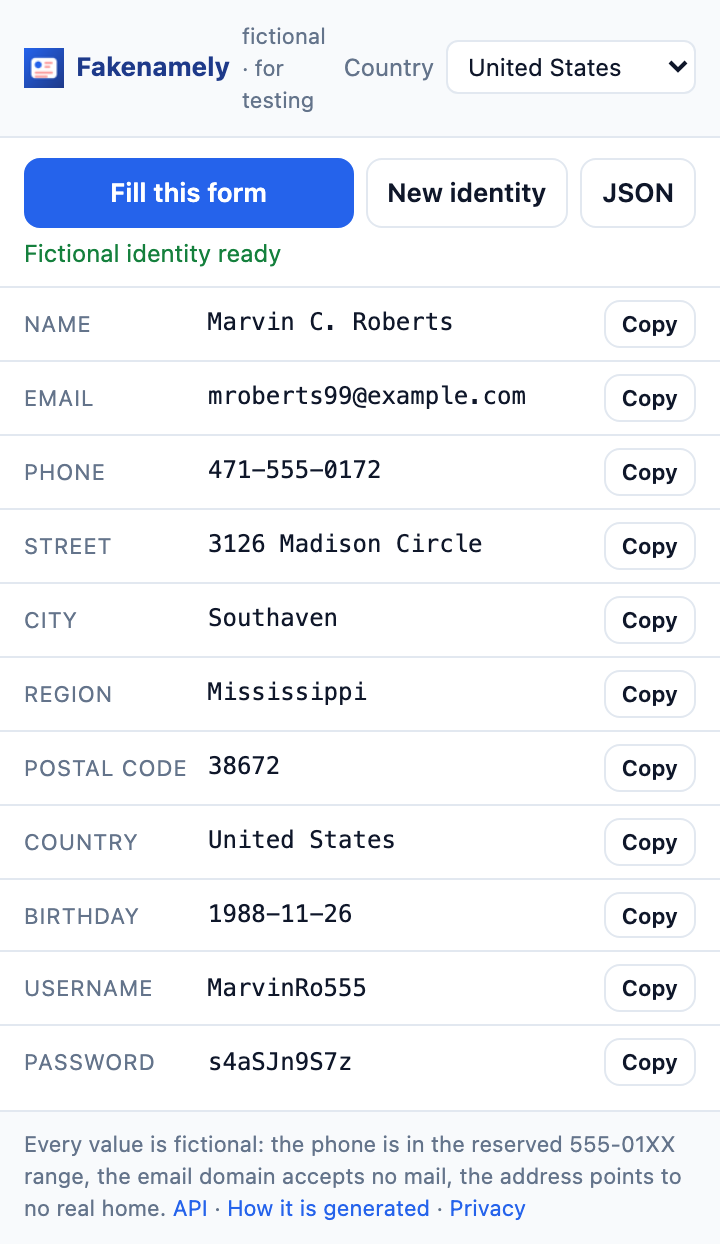 Fakenamely
fictional
· for
testing
Country
United States
Fill this form
New identity
JSON
Fictional identity ready
NAME Marvin C. Roberts Copy
EMAIL mroberts99@example.com Copy
PHONE 471-555-0172 Copy
STREET 3126 Madison Circle Copy
CITY Southaven Copy
REGION Mississippi Copy
POSTAL CODE 38672 Copy
COUNTRY United States Copy
BIRTHDAY 1988-11-26 Copy
USERNAME MarvinRo555 Copy
PASSWORD s4aSJn9S7z Copy
Every value is fictional: the phone is in the reserved 555-01XX
range, the email domain accepts no mail, the address points to
no real home. API · How it is generated · Privacy